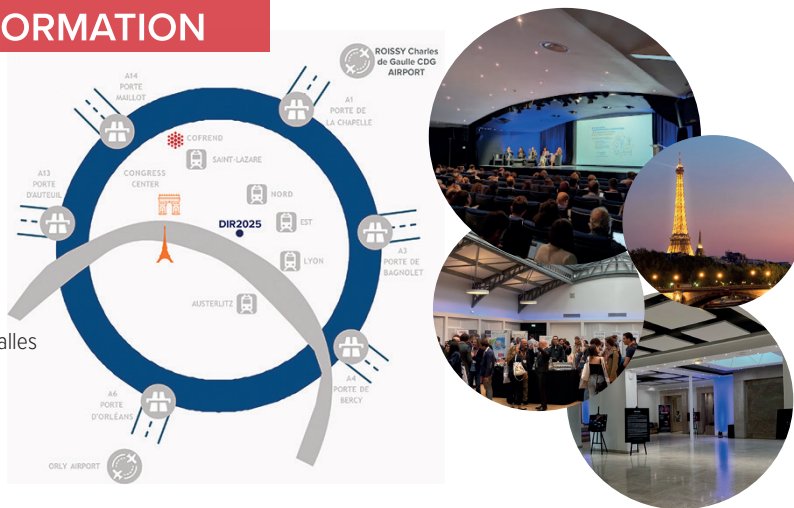 ORMATION
ROISSY Charles
de Gaulle CDG
AIRPORT
A14
PORTE
MAILLOT
A1
PORTE DE
LA CHAPELLE
COFREND
SAINT-LAZARE
CONGRESS
CENTER
A13
PORTE
D'AUTEUIL
NORD
DIR2025
EST
A3
PORTE DE
BAGNOLET
LYON
AUSTERLITZ
alles
A4
PORTE DE
BERCY
A6
PORTE
D'ORLÉANS
ORLY AIRPORT